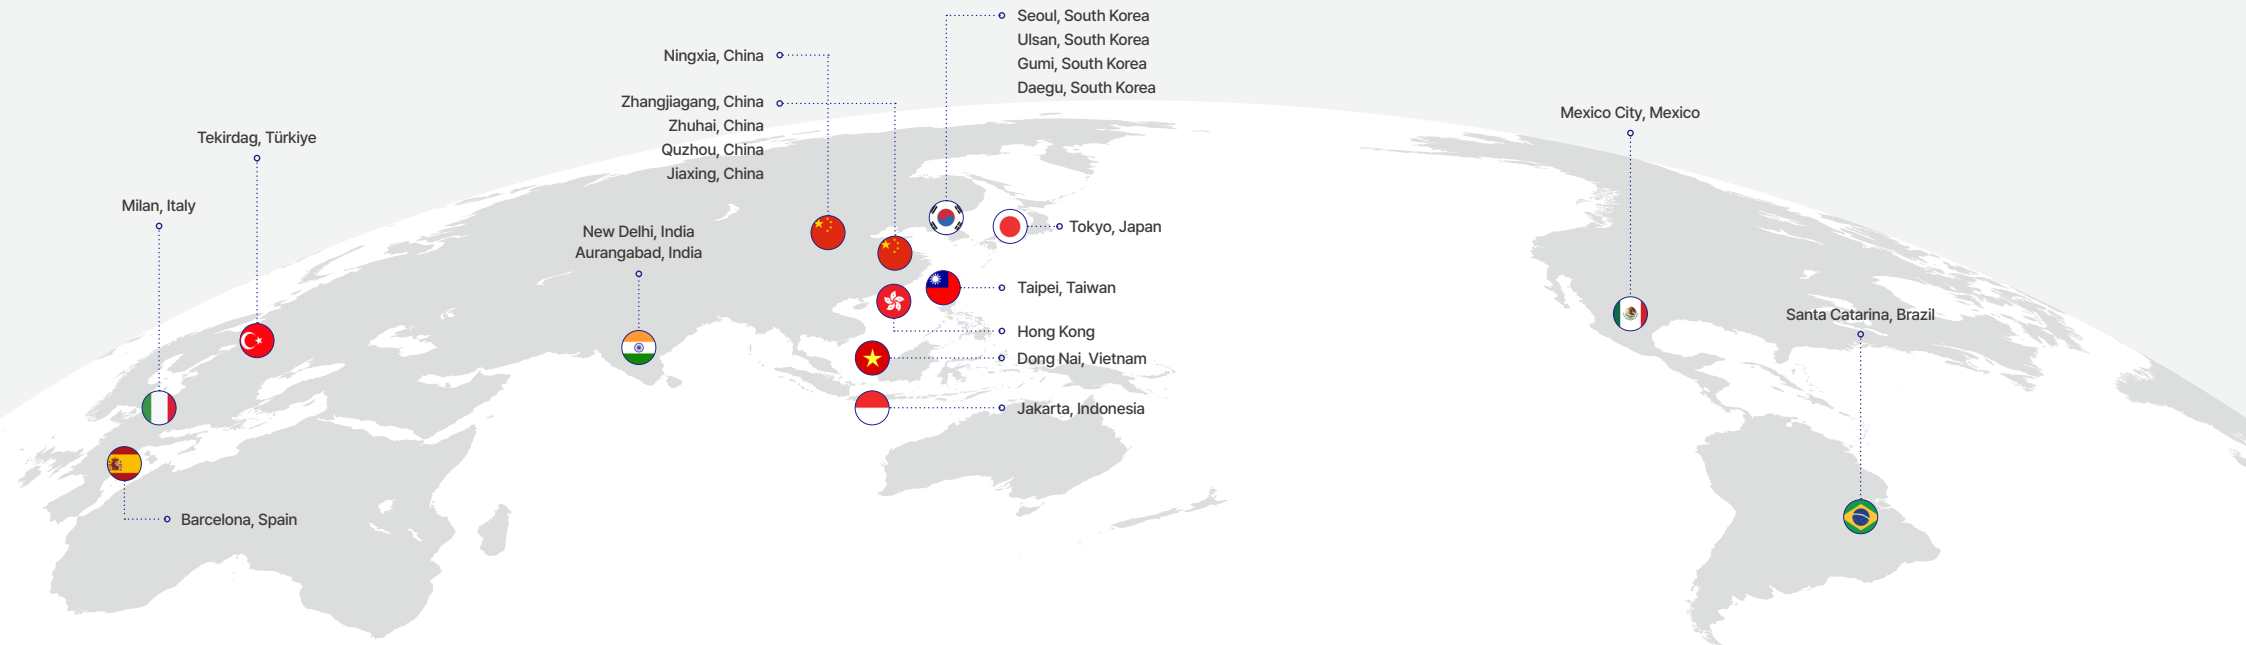 Seoul, South Korea
Ulsan, South Korea
Gumi, South Korea
Daegu, South Korea
Ningxia, China
Zhangjiagang, China
Zhuhai, China
Quzhou, China
Jiaxing, China
Mexico City, Mexico
Tekirdag, Türkiye
Milan, Italy
New Delhi, India
Aurangabad, India
Tokyo, Japan
Taipei, Taiwan
Santa Catarina, Brazil
Hong Kong
Dong Nai, Vietnam
Jakarta, Indonesia
Barcelona, Spain